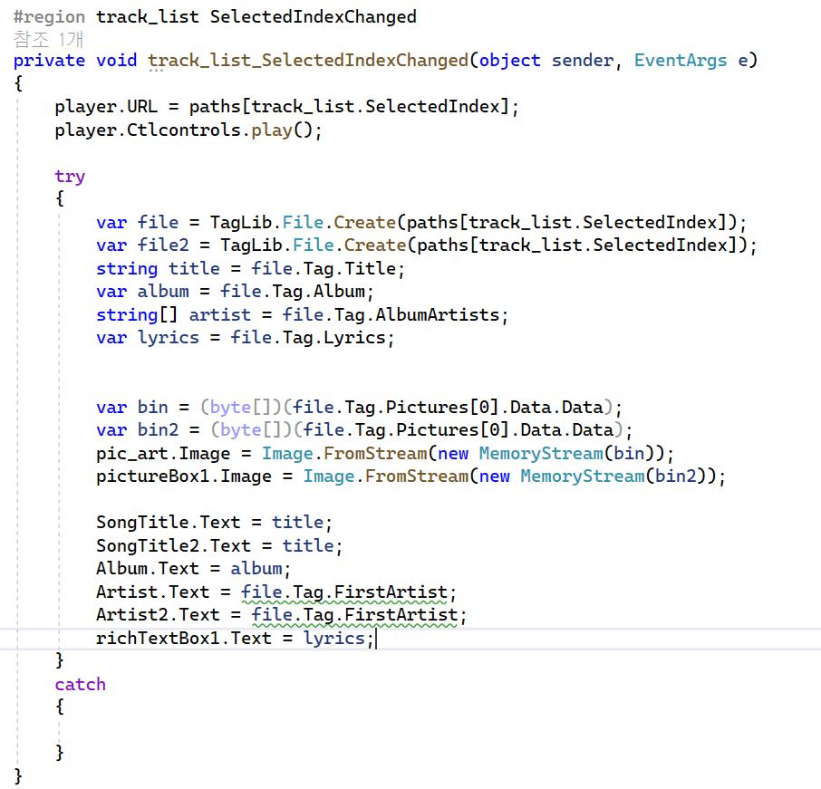 #region track_list SelectedIndexChanged
참조 1개
private void track_list_SelectedIndexChanged(object sender, EventArgs e)
{
player.URL = paths[track_list.SelectedIndex];
player.Ctlcontrols.play();
try
{
var file = TagLib.File.Create(paths[track_list.SelectedIndex]);
var file2 = TagLib.File.Create(paths[track_list.SelectedIndex]);
string title = file.Tag.Title;
var album = file.Tag.Album;
string[] artist = file.Tag.AlbumArtists;
var lyrics = file.Tag.Lyrics;
var bin = (byte[])(file.Tag.Pictures[0].Data.Data);
var bin2 = (byte[])(file.Tag.Pictures[0].Data.Data);
pic_art.Image = Image.FromStream(new MemoryStream(bin));
pictureBox1.Image = Image.FromStream(new MemoryStream(bin2));
SongTitle.Text = title;
SongTitle2.Text = title;
Album.Text = album;
Artist.Text = file.Tag.FirstArtist;
Artist2.Text = file.Tag.FirstArtist;
richTextBox1.Text = lyrics;
}
catch
{
}
}